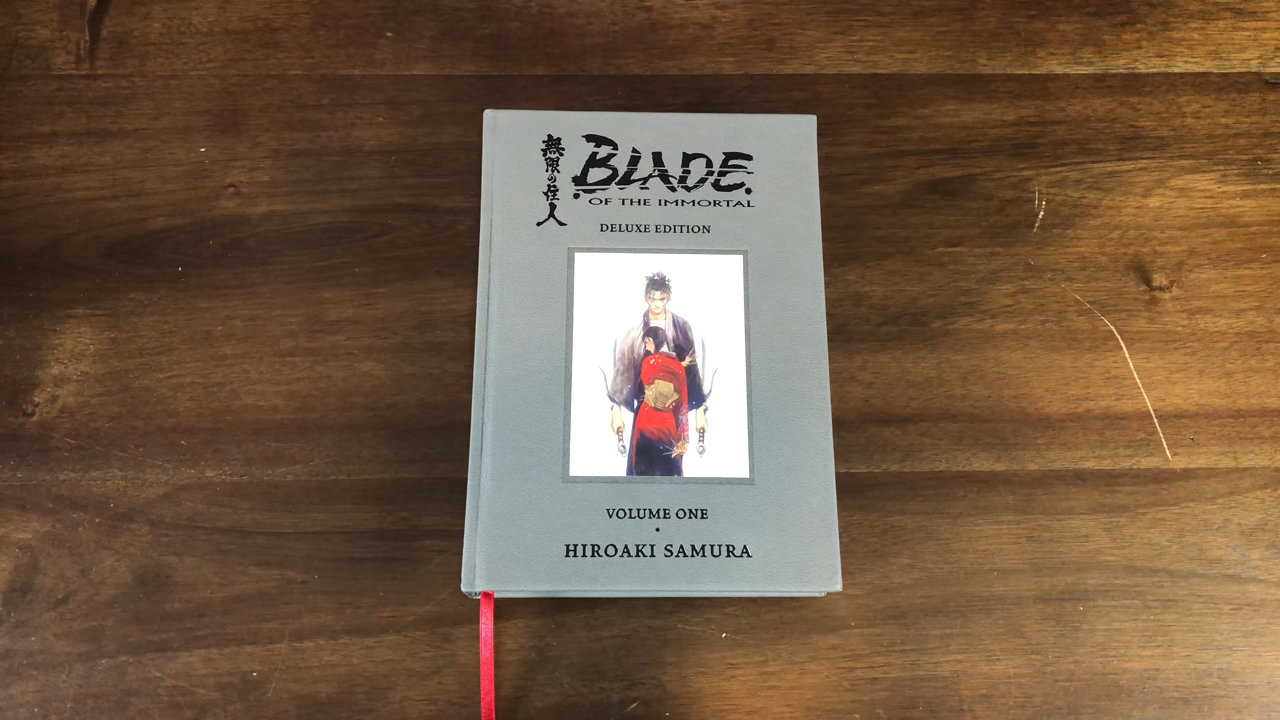 無限の住人
BLADE
OF THE IMMORTAL
DELUXE EDITION
VOLUME ONE
•
HIROAKI SAMURA